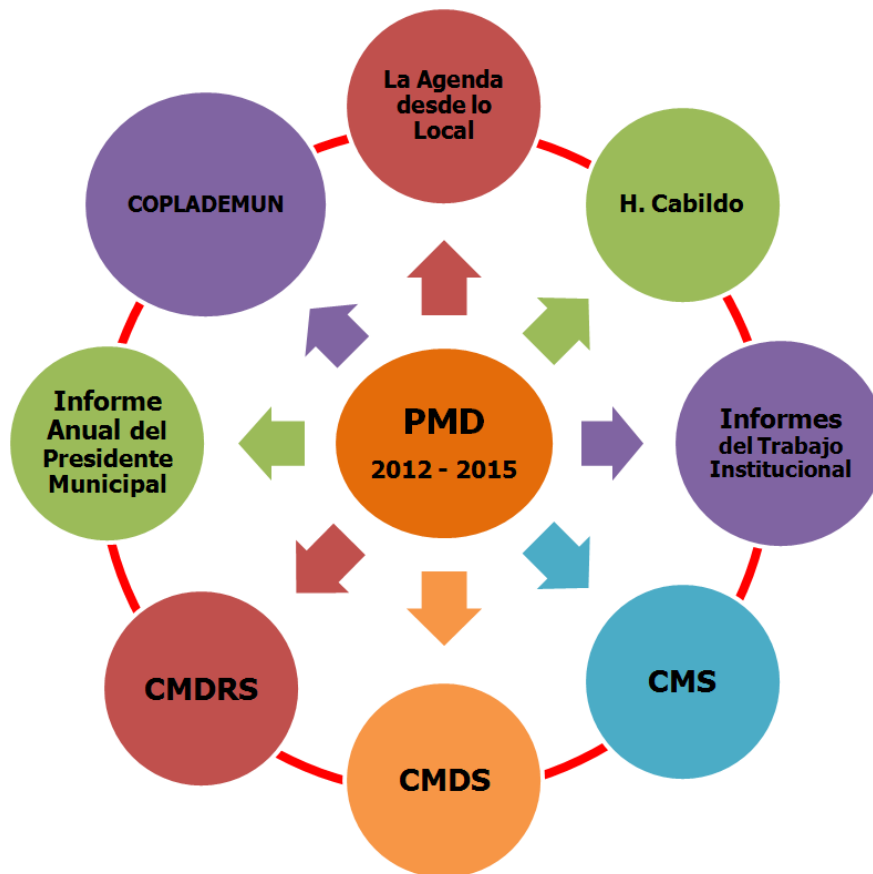 La Agenda
desde lo
Local
H. Cabildo
Informes
del Trabajo
Institucional
CMS
CMDS
CMDRS
Informe
Anual del
Presidente
Municipal
COPLADEMUN
PMD
2012 - 2015